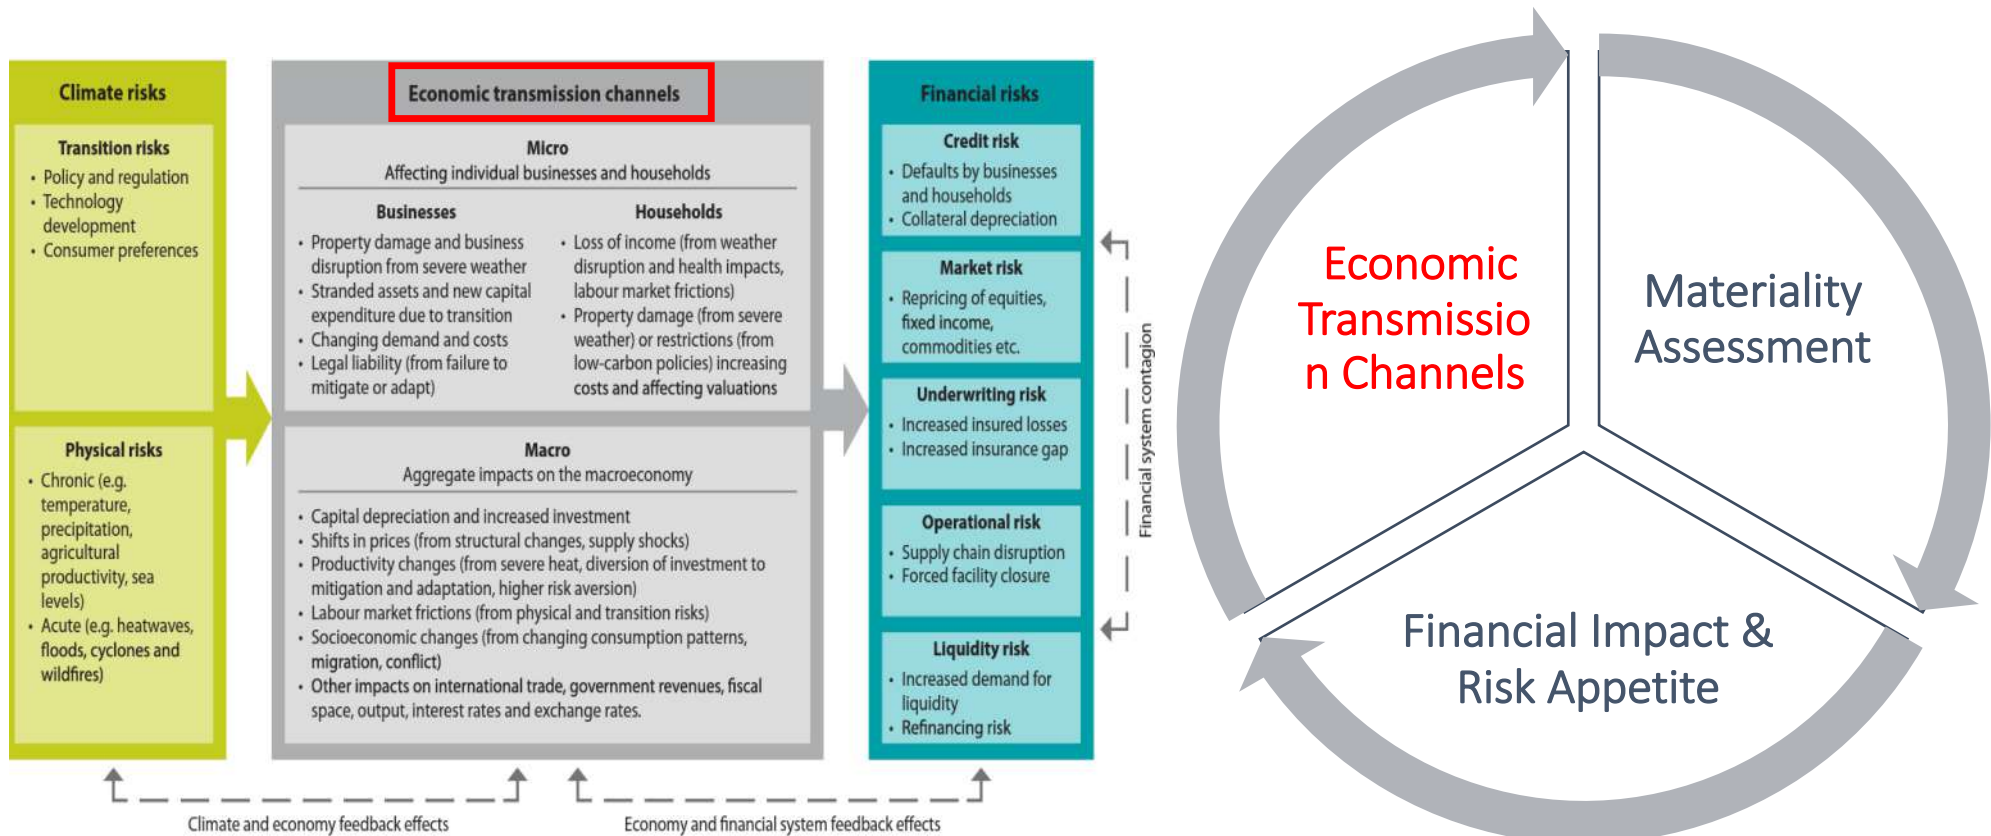 Climate risks
Transition risks
• Policy and regulation
• Technology
development
• Consumer preferences
Physical risks
• Chronic (e.g.
temperature,
precipitation,
agricultural
productivity, sea
levels)
• Acute (e.g. heatwaves,
floods, cyclones and
wildfires)
Economic transmission channels
Micro
Affecting individual businesses and households
Businesses
• Property damage and business
disruption from severe weather
• Stranded assets and new capital
expenditure due to transition
• Changing demand and costs
• Legal liability (from failure to
mitigate or adapt)
Households
• Loss of income (from weather
disruption and health impacts,
labour market frictions)
• Property damage (from severe
weather) or restrictions (from
low-carbon policies) increasing
costs and affecting valuations
Macro
Aggregate impacts on the macroeconomy
• Capital depreciation and increased investment
• Shifts in prices (from structural changes, supply shocks)
• Productivity changes (from severe heat, diversion of investment to
mitigation and adaptation, higher risk aversion)
• Labour market frictions (from physical and transition risks)
• Socioeconomic changes (from changing consumption patterns,
migration, conflict)
• Other impacts on international trade, government revenues, fiscal
space, output, interest rates and exchange rates.
Financial risks
Credit risk
• Defaults by businesses
and households
• Collateral depreciation
Market risk
• Repricing of equities,
fixed income,
commodities etc.
Underwriting risk
• Increased insured losses
• Increased insurance gap
Operational risk
• Supply chain disruption
• Forced facility closure
Liquidity risk
• Increased demand for
liquidity
• Refinancing risk
Financial system contagion
Climate and economy feedback effects
Economy and financial system feedback effects
Economic
Transmissio
n Channels
Materiality
Assessment
Financial Impact &
Risk Appetite